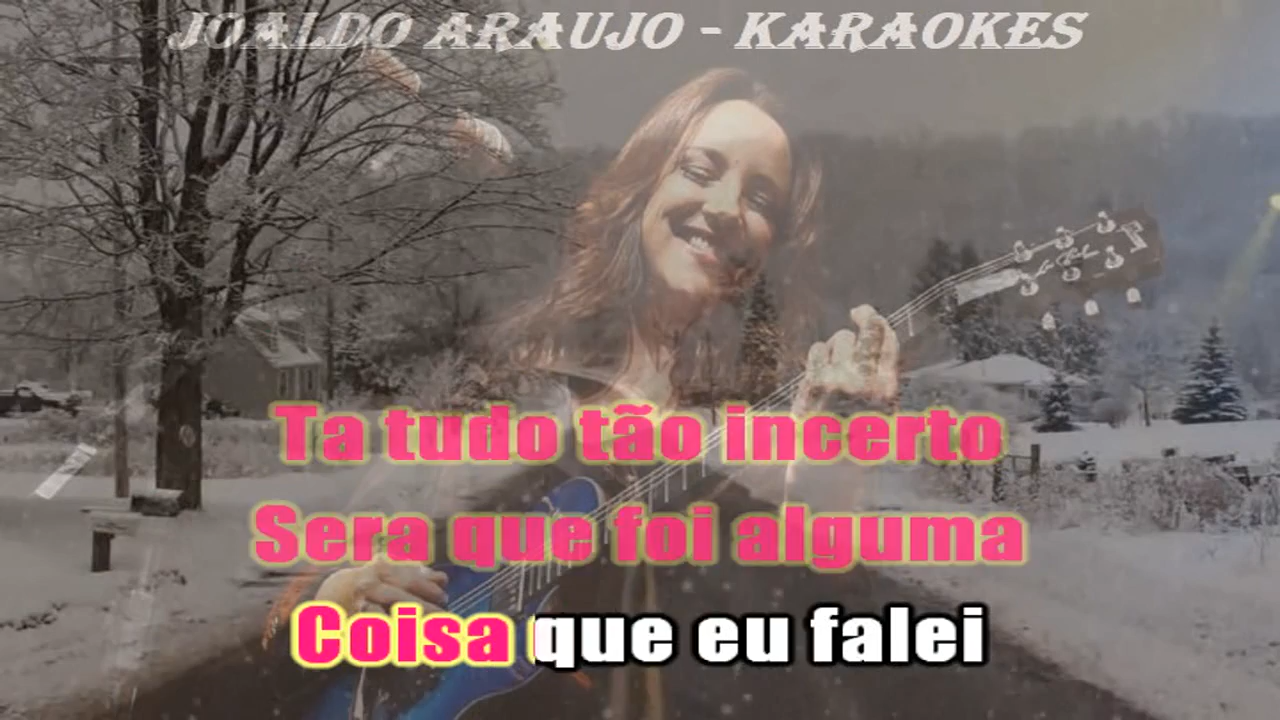 JOALDO ARAUJO - KARAOKES
Ta tudo tão incerto
Sera que foi alguma
Coisa que eu falei